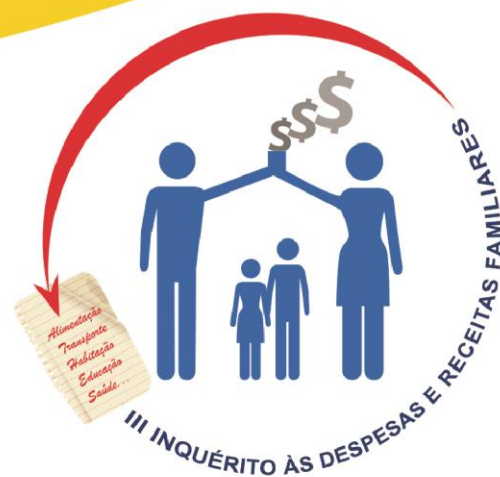 $$$
Alimentação
Transporte
Habitação
Educação
Saúde...
III INQUÉRITO ÀS DESPESAS E RECEITAS FAMILIARES